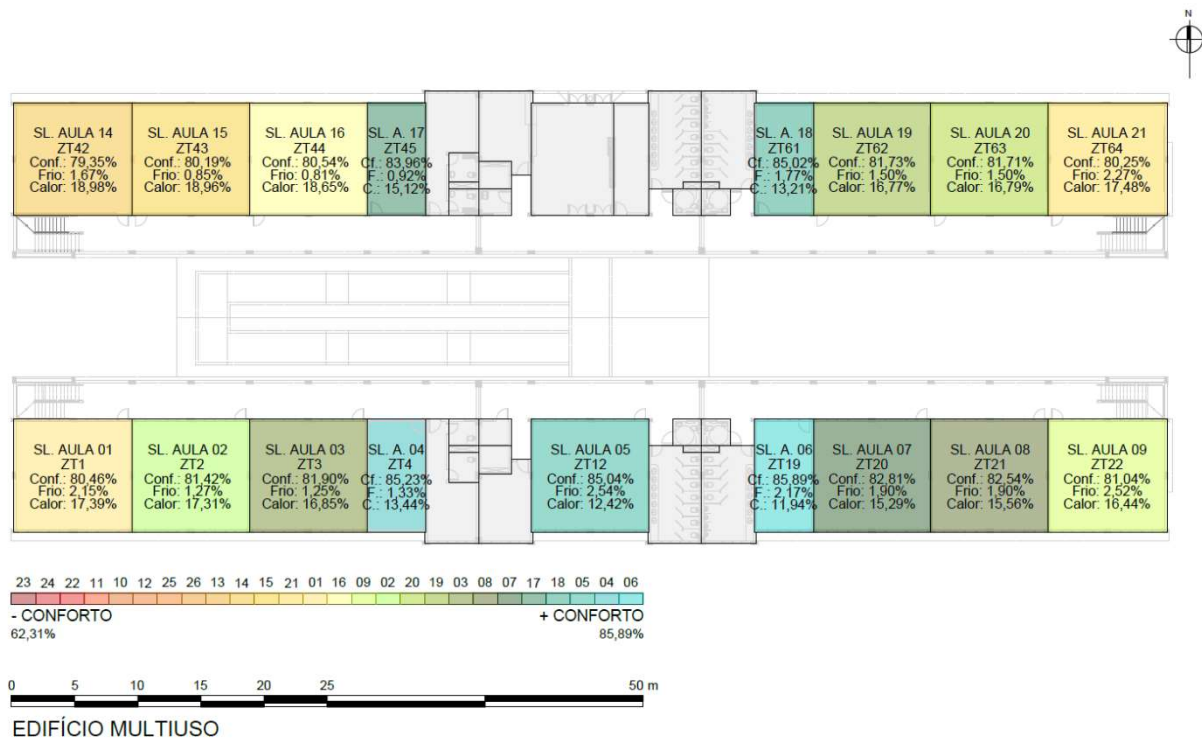 N
SL. AULA 14
ZT42
Conf.: 79,35%
Frio: 1,67%
Calor: 18,98%
SL. AULA 15
ZT43
Conf.: 80,19%
Frio: 0,85%
Calor: 18,96%
SL. AULA 16
ZT44
Conf.: 80,54%
Frio: 0,81%
Calor: 18,65%
SL. A. 17
ZT45
Cf.: 83,96%
F.: 0,92%
C.: 15,12%
SL. A. 18
ZT61
Cf.: 85,02%
F.: 1,77%
C.: 13,21%
SL. AULA 19
ZT62
Conf.: 81,73%
Frio: 1,50%
Calor: 16,77%
SL. AULA 20
ZT63
Conf.: 81,71%
Frio: 1,50%
Calor: 16,79%
SL. AULA 21
ZT64
Conf.: 80,25%
Frio: 2,27%
Calor: 17,48%
SL. AULA 01
ZT1
Conf.: 80,46%
Frio: 2,15%
Calor: 17,39%
SL. AULA 02
ZT2
Conf.: 81,42%
Frio: 1,27%
Calor: 17,31%
SL. AULA 03
ZT3
Conf.: 81,90%
Frio: 1,25%
Calor: 16,85%
SL. A. 04
ZT4
Cf.: 85,23%
F.: 1,33%
C.: 13,44%
SL. AULA 05
ZT12
Conf.: 85,04%
Frio: 2,54%
Calor: 12,42%
SL. A. 06
ZT19
Cf.: 85,89%
F.: 2,17%
C.: 11,94%
SL. AULA 07
ZT20
Conf.: 82,81%
Frio: 1,90%
Calor: 15,29%
SL. AULA 08
ZT21
Conf.: 82,54%
Frio: 1,90%
Calor: 15,56%
SL. AULA 09
ZT22
Conf.: 81,04%
Frio: 2,52%
Calor: 16,44%
23 24 22 11 10 12 25 26 13 14 15 21 01 16 09 02 20 19 03 08 07 17 18 05 04 06
- CONFORTO + CONFORTO
62,31% 85,89%
0 5 10 15 20 25 50 m
EDIFÍCIO MULTIUSO